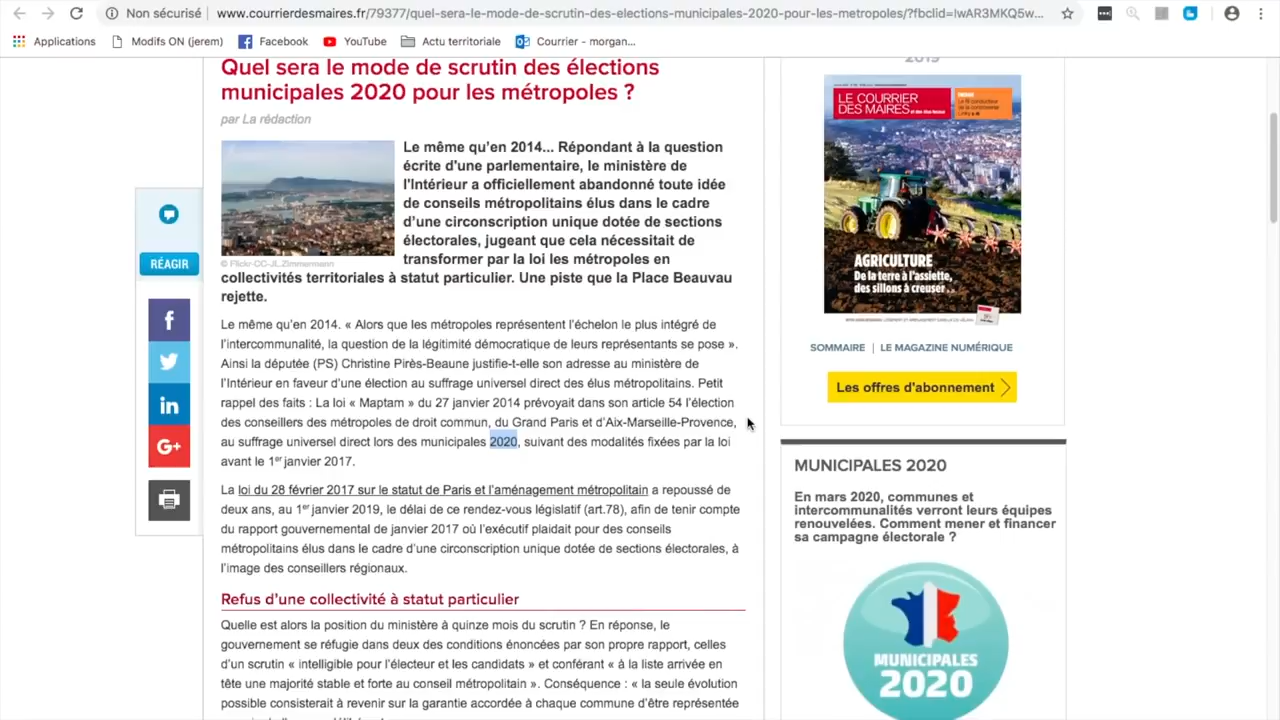 Non sécurisé
www.courrierdesmaires.fr/79377/quel-sera-le-mode-de-scrutin-des-elections-municipales-2020-pour-les-metropoles/?fbclid=IwAR3MKQ5w...
Applications
Modifs ON (jerem)
Facebook
YouTube
Actu territoriale
Courrier - morgan...
Quel sera le mode de scrutin des élections
municipales 2020 pour les métropoles ?
par La rédaction
Le même qu'en 2014... Répondant à la question
écrite d'une parlementaire, le ministère de
l'Intérieur a officiellement abandonné toute idée
de conseils métropolitains élus dans le cadre
d'une circonscription unique dotée de sections
électorales, jugeant que cela nécessitait de
transformer par la loi les métropoles en
© Flickr-CC-JL.Zimmermann
collectivités territoriales à statut particulier. Une piste que la Place Beauvau
rejette.
RÉAGIR
Le même qu'en 2014. « Alors que les métropoles représentent l'échelon le plus intégré de
l'intercommunalité, la question de la légitimité démocratique de leurs représentants se pose ».
Ainsi la députée (PS) Christine Pirès-Beaune justifie-t-elle son adresse au ministère de
l'Intérieur en faveur d'une élection au suffrage universel direct des élus métropolitains. Petit
rappel des faits : La loi « Maptam » du 27 janvier 2014 prévoyait dans son article 54 l'élection
des conseillers des métropoles de droit commun, du Grand Paris et d'Aix-Marseille-Provence,
au suffrage universel direct lors des municipales 2020, suivant des modalités fixées par la loi
avant le 1er janvier 2017.
La loi du 28 février 2017 sur le statut de Paris et l'aménagement métropolitain a repoussé de
deux ans, au 1er janvier 2019, le délai de ce rendez-vous législatif (art.78), afin de tenir compte
du rapport gouvernemental de janvier 2017 où l'exécutif plaidait pour des conseils
métropolitains élus dans le cadre d'une circonscription unique dotée de sections électorales, à
l'image des conseillers régionaux.
Refus d'une collectivité à statut particulier
Quelle est alors la position du ministère à quinze mois du scrutin ? En réponse, le
gouvernement se réfugie dans deux des conditions énoncées par son propre rapport, celles
d'un scrutin « intelligible pour l'électeur et les candidats » et conférant « à la liste arrivée en
tête une majorité stable et forte au conseil métropolitain ». Conséquence : « la seule évolution
possible consisterait à revenir sur la garantie accordée à chaque commune d'être représentée
2019
LE COURRIER
DES MAIRES
AGRICULTURE
De la terre à l'assiette,
des sillons à creuser...
SOMMAIRE | LE MAGAZINE NUMÉRIQUE
Les offres d'abonnement
MUNICIPALES 2020
En mars 2020, communes et
intercommunalités verront leurs équipes
renouvelées. Comment mener et financer
sa campagne électorale ?
MUNICIPALES
2020